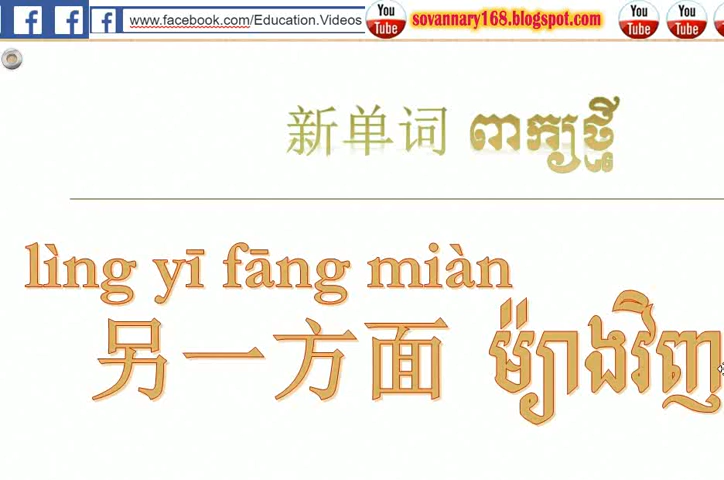 www.facebook.com/Education.Videos You Tube sovannary168.blogspot.com You Tube You Tube
新单词 ពាក្យថ្មី
lìng yī fāng miàn
另一方面 ម៉្យាងវិញ